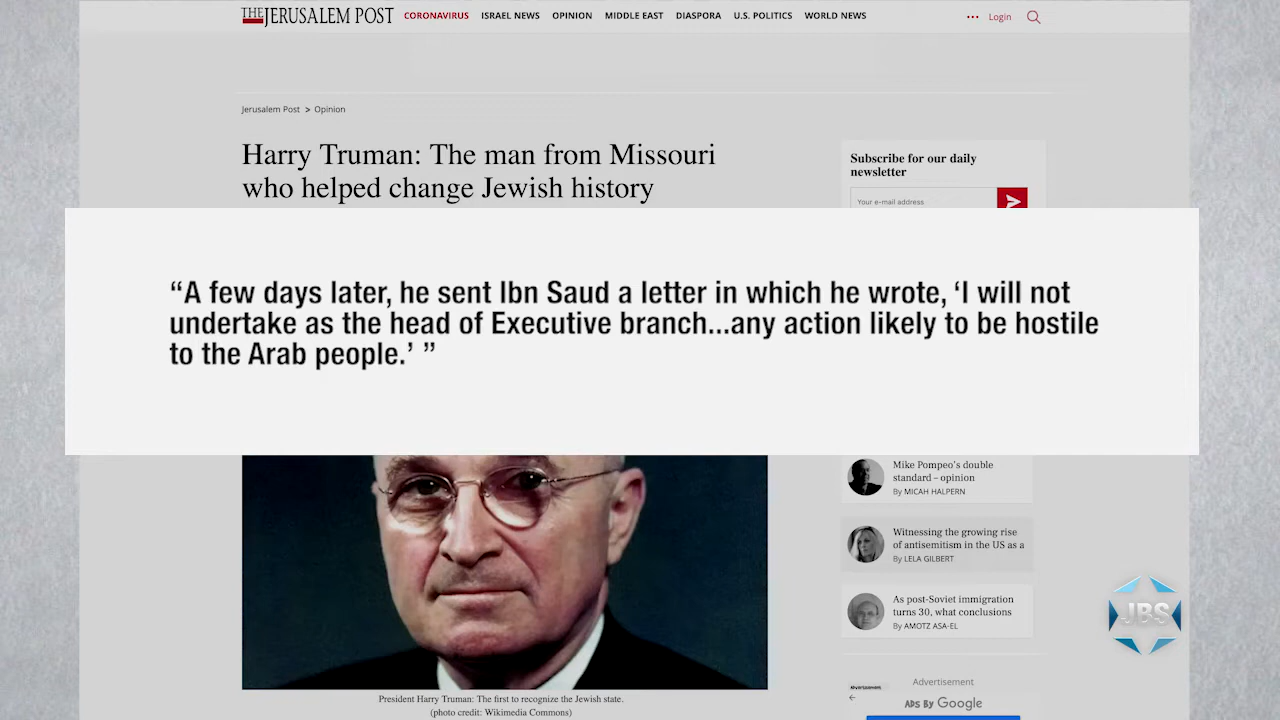 THE JERUSALEM POST
CORONAVIRUS ISRAEL NEWS OPINION MIDDLE EAST DIASPORA U.S. POLITICS WORLD NEWS
Login
Jerusalem Post > Opinion
Harry Truman: The man from Missouri
who helped change Jewish history
Subscribe for our daily
newsletter
Your e-mail address
“A few days later, he sent Ibn Saud a letter in which he wrote, ‘I will not
undertake as the head of Executive branch...any action likely to be hostile
to the Arab people.’ ”
President Harry Truman: The first to recognize the Jewish state.
(photo credit: Wikimedia Commons)
Mike Pompeo's double
standard – opinion
By MICAH HALPERN
Witnessing the growing rise
of antisemitism in the US as a
By LELA GILBERT
As post-Soviet immigration
turns 30, what conclusions
By AMOTZ ASA-EL
JBS
Advertisement
Advertisement
Ads By Google